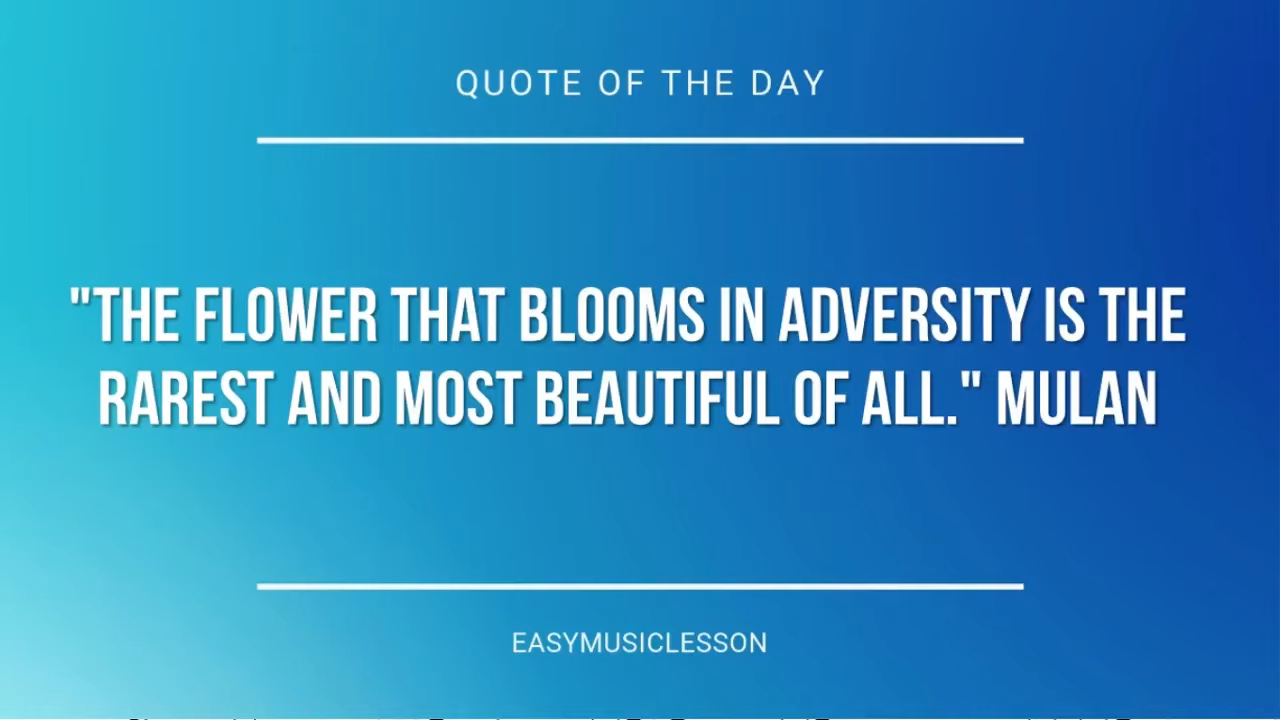 QUOTE OF THE DAY
"THE FLOWER THAT BLOOMS IN ADVERSITY IS THE
RAREST AND MOST BEAUTIFUL OF ALL." MULAN
EASYMUSICLESSON